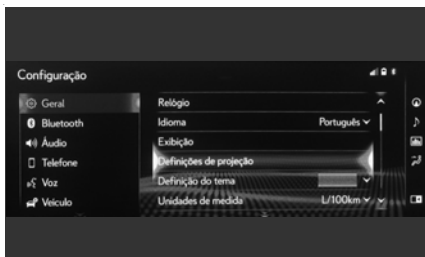 Configuração
Geral
Bluetooth
Áudio
Telefone
Voz
Veículo
Relógio
Idioma Português
Exibição
Definições de projeção
Definição do tema
Unidades de medida L/100km